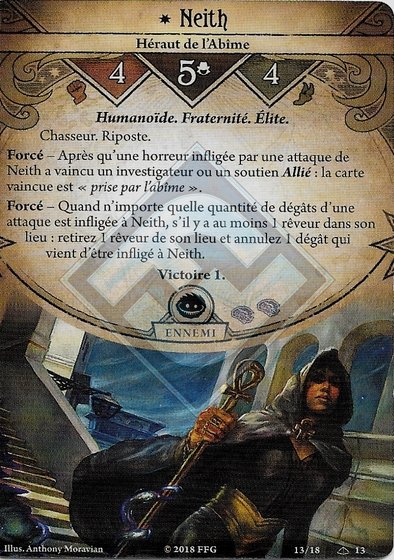 Neith
Héraut de l'Abîme
4 5 4
Humanoïde. Fraternité. Élite.
Chasseur. Riposte.
Forcé – Après qu'une horreur infligée par une attaque de
Neith a vaincu un investigateur ou un soutien Allié : la carte
vaincue est « prise par l'abîme ».
Forcé – Quand n'importe quelle quantité de dégâts d'une
attaque est infligée à Neith, s'il y a au moins 1 rêveur dans son
lieu : retirez 1 rêveur de son lieu et annulez 1 dégât qui
vient d'être infligé à Neith.
Victoire 1.
ENNEMI
Illus. Anthony Moravian © 2018 FFG 13/18 13